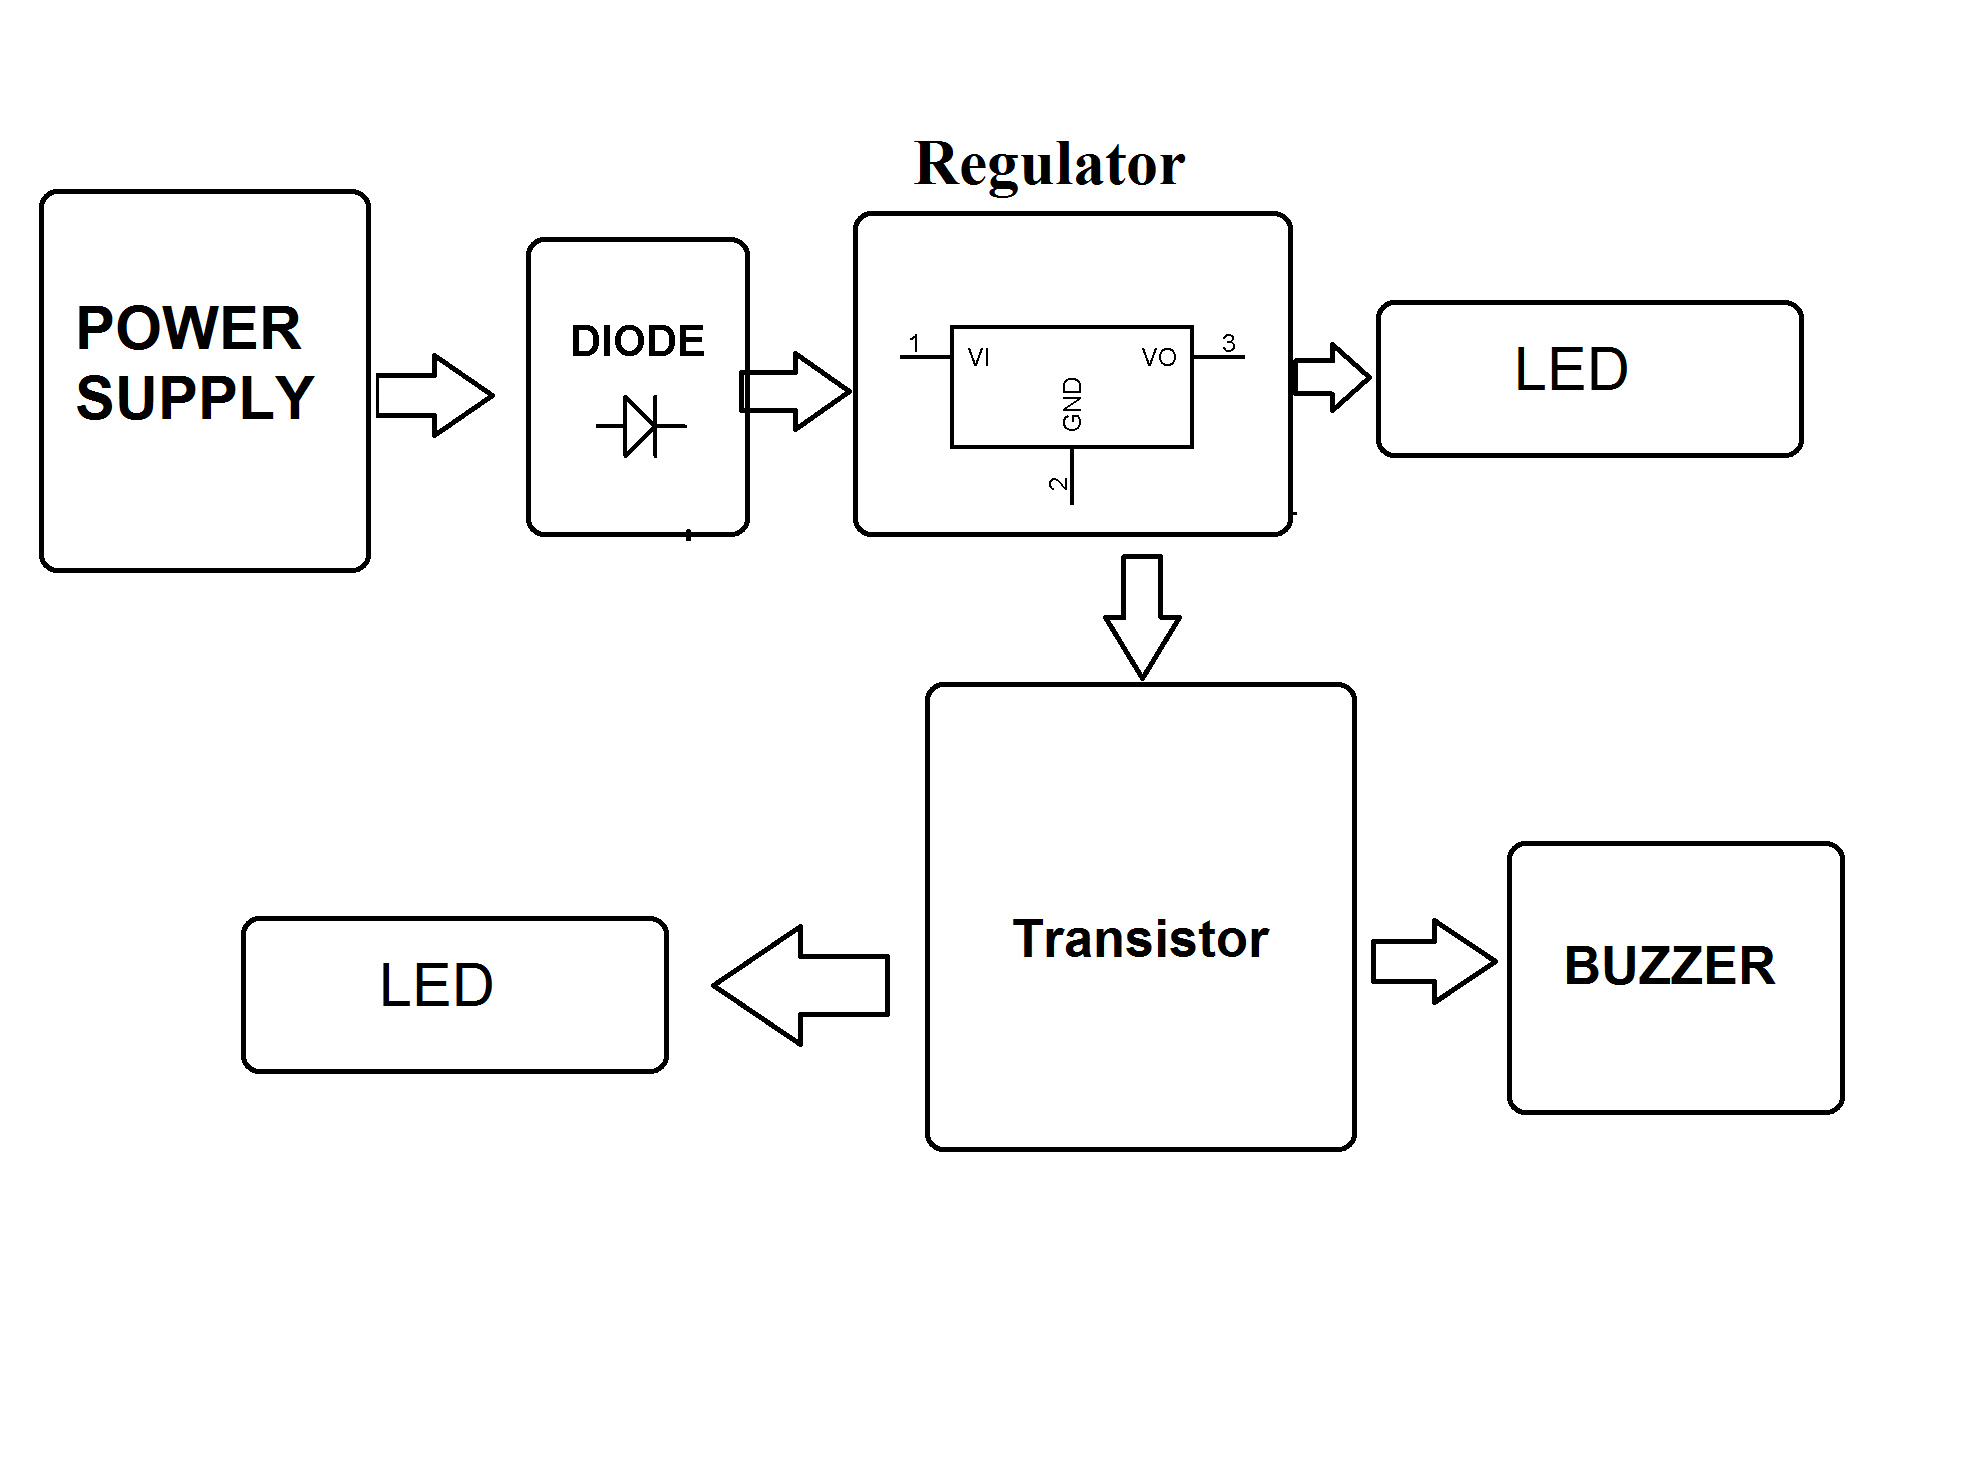 Regulator
POWER
SUPPLY
DIODE
1
VI
VO
3
GND
2
LED
Transistor
LED
BUZZER